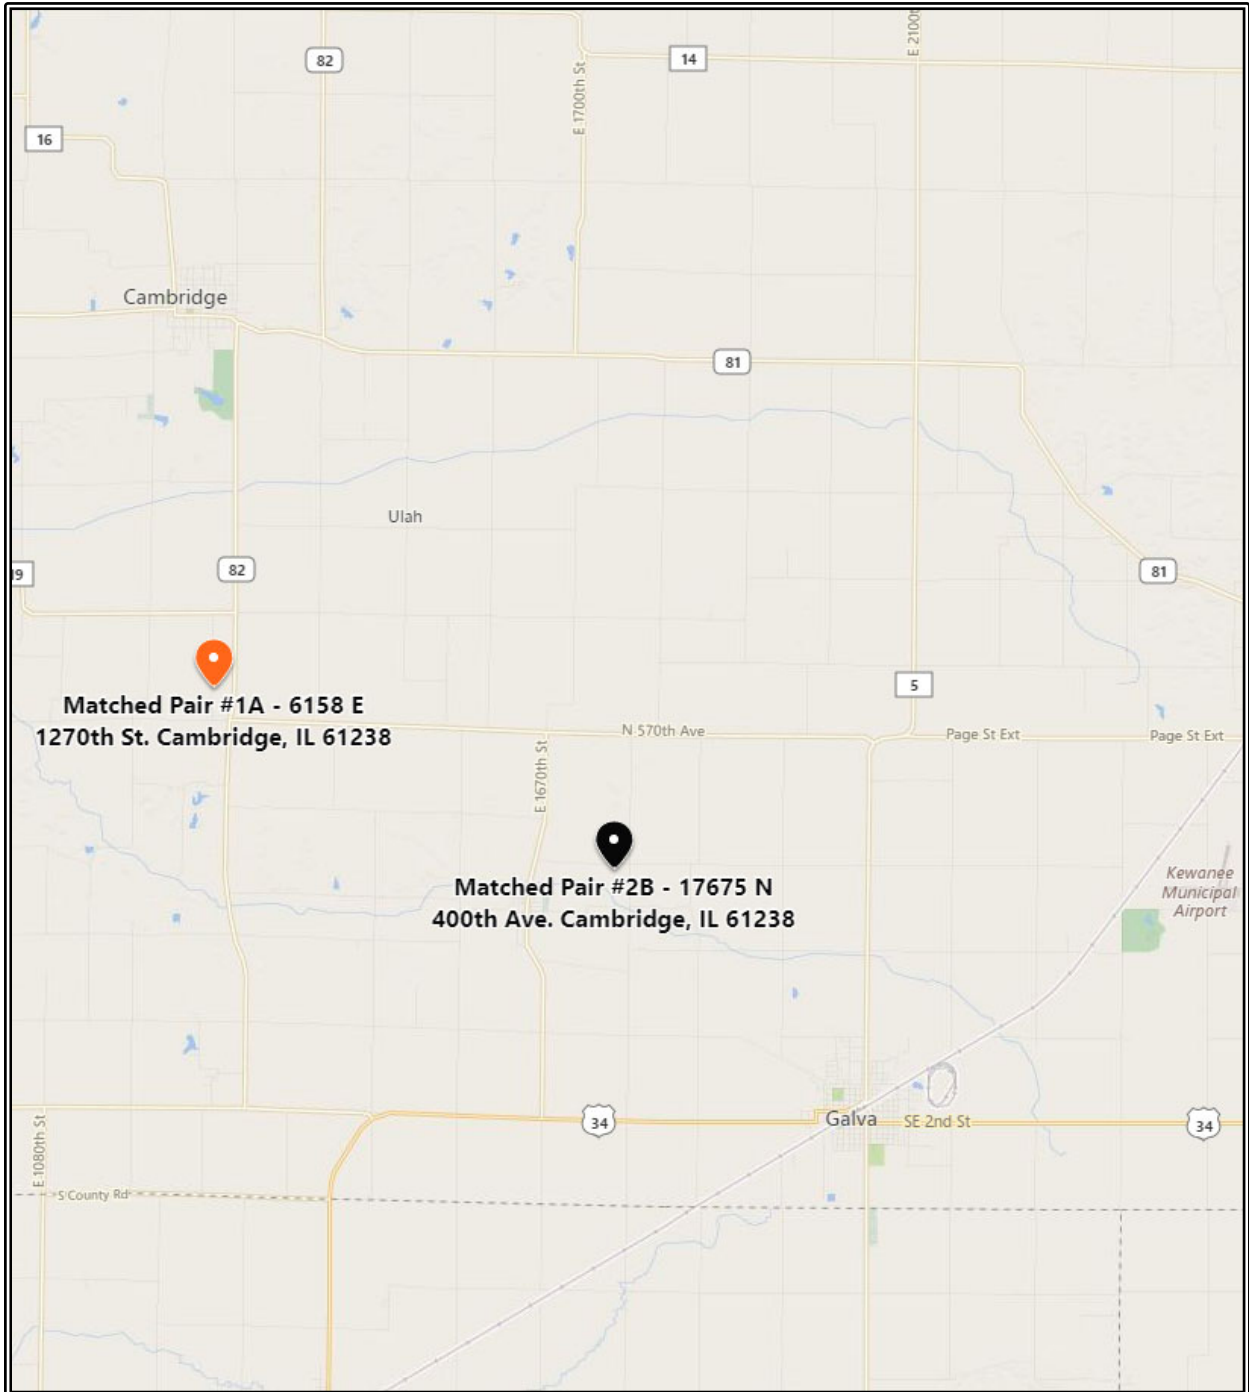 E 2100t
82
14
E 1700th St
16
Cambridge
81
Ulah
82
19
81
5
Matched Pair #1A - 6158 E
1270th St. Cambridge, IL 61238
N 570th Ave
Page St Ext
Page St Ext
E 1670th St
Matched Pair #2B - 17675 N
400th Ave. Cambridge, IL 61238
Kewanee
Municipal
Airport
34
Galva
SE 2nd St
34
E 1080th St
S County Rd